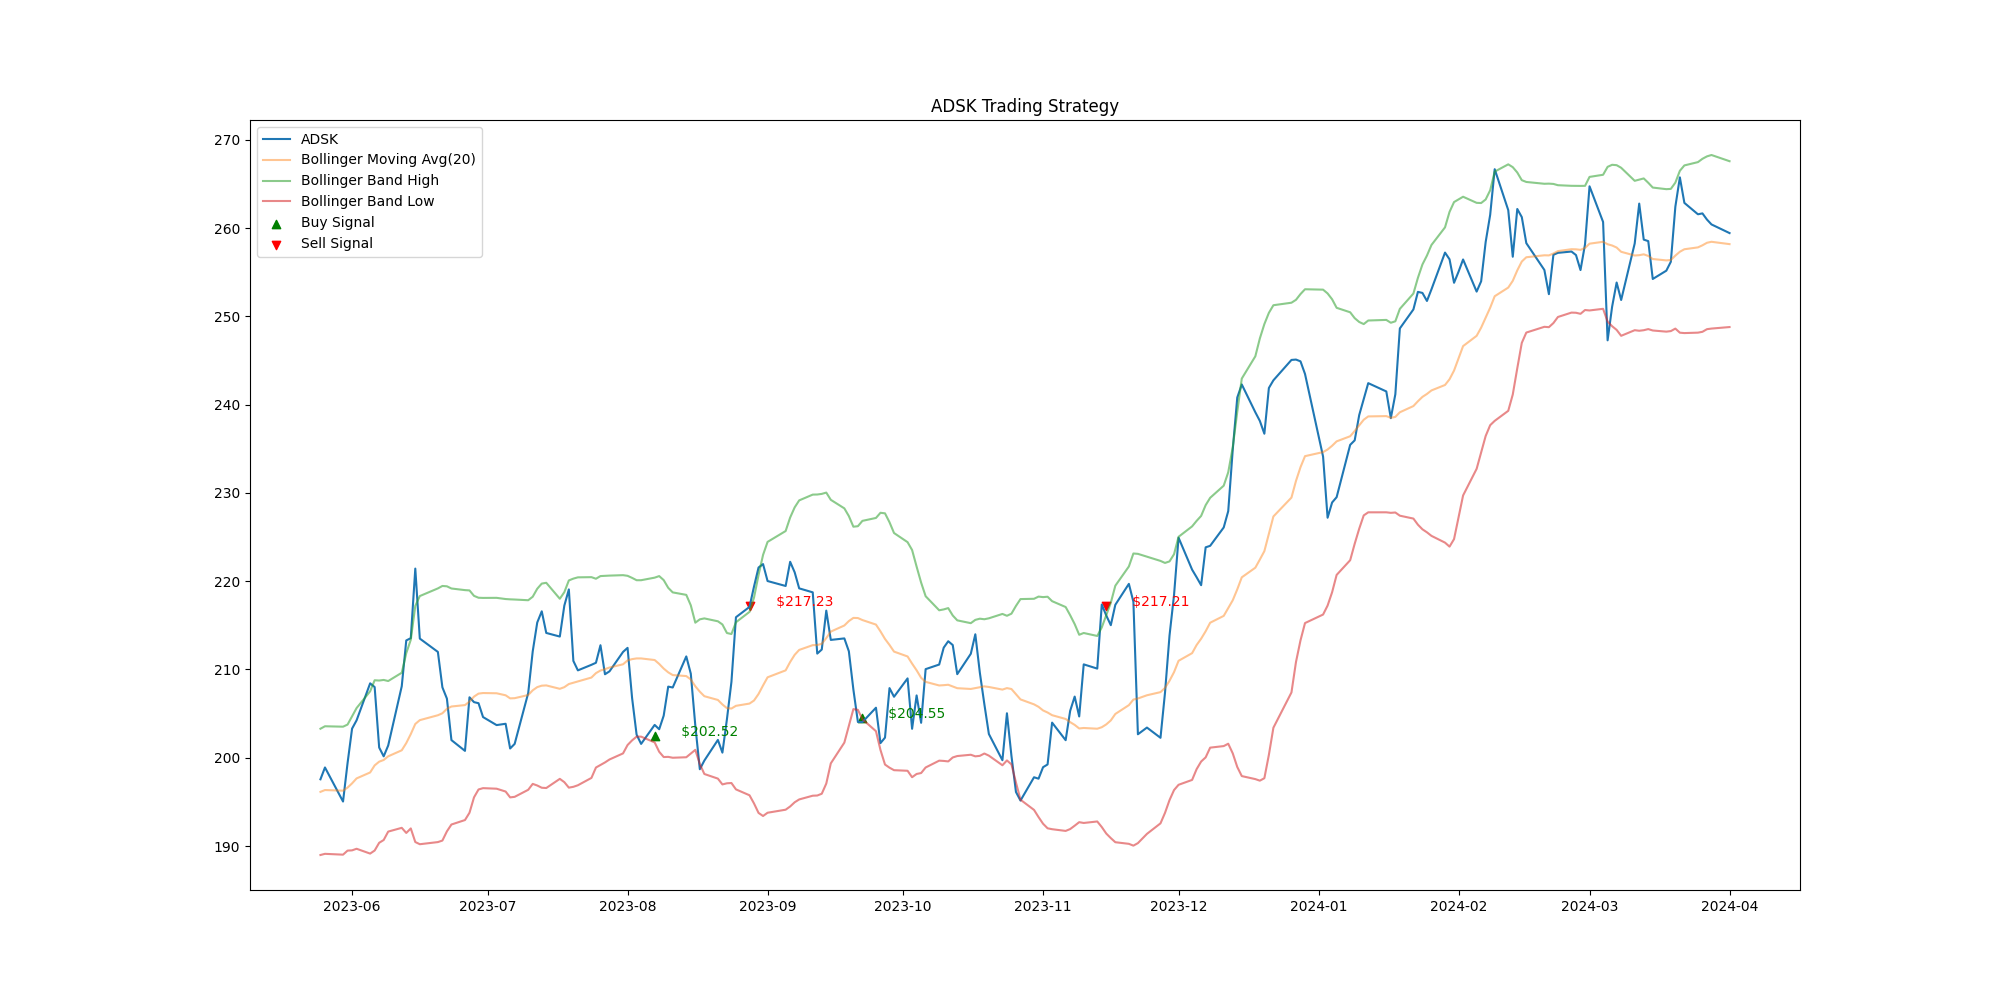 ADSK Trading Strategy
270
260
250
240
230
220
210
200
190
ADSK
Bollinger Moving Avg(20)
Bollinger Band High
Bollinger Band Low
Buy Signal
Sell Signal
$217.23
$217.21
$204.55
$202.52
2023-06 2023-07 2023-08 2023-09 2023-10 2023-11 2023-12 2024-01 2024-02 2024-03 2024-04